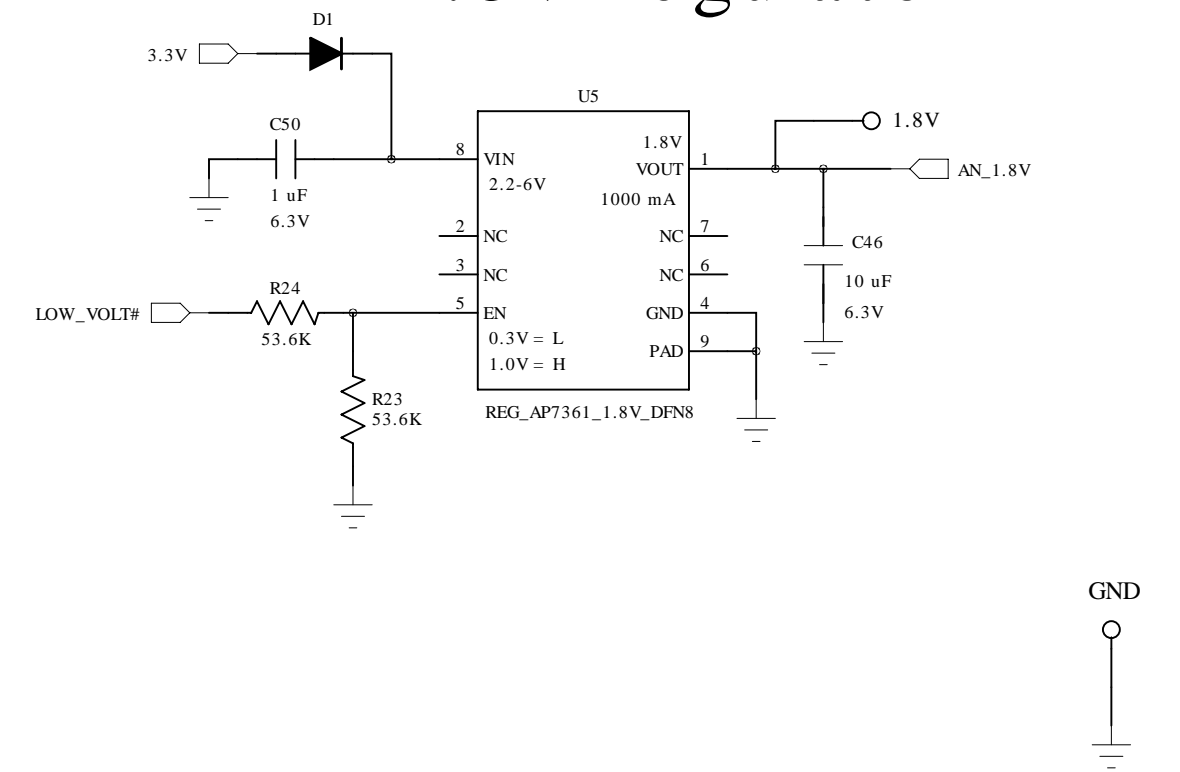 D1
3.3V
U5
C50
1 uF
6.3V
8 VIN
2.2-6V
1.8V
VOUT 1
1000 mA
1.8V
AN_1.8V
2 NC
NC 7
3 NC
NC 6
C46
10 uF
6.3V
R24
LOW_VOLT#
53.6K
5 EN
GND 4
0.3V = L
1.0V = H
PAD 9
R23
53.6K
REG_AP7361_1.8V_DFN8
GND